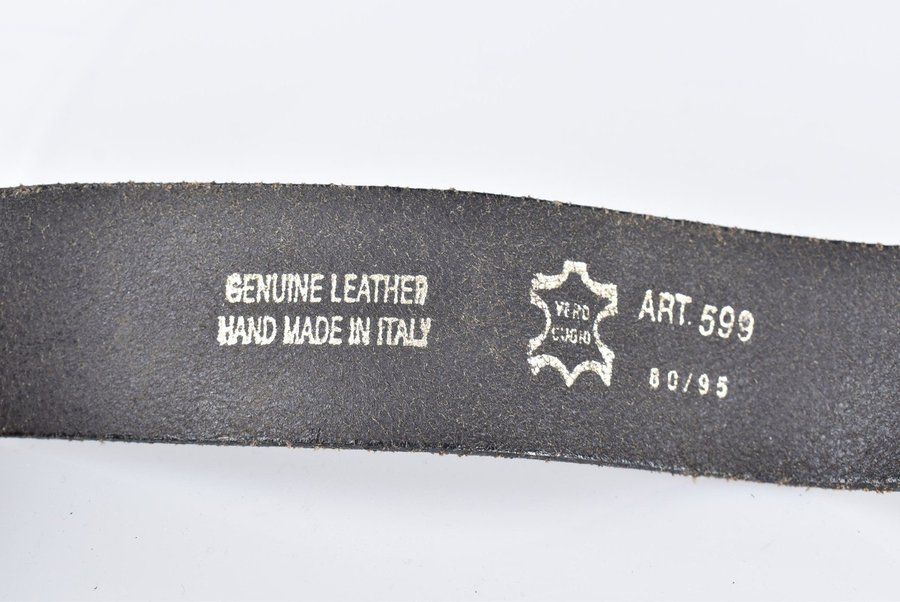 GENUINE LEATHER
HAND MADE IN ITALY
VERO
CUOIO
ART. 599
80/95